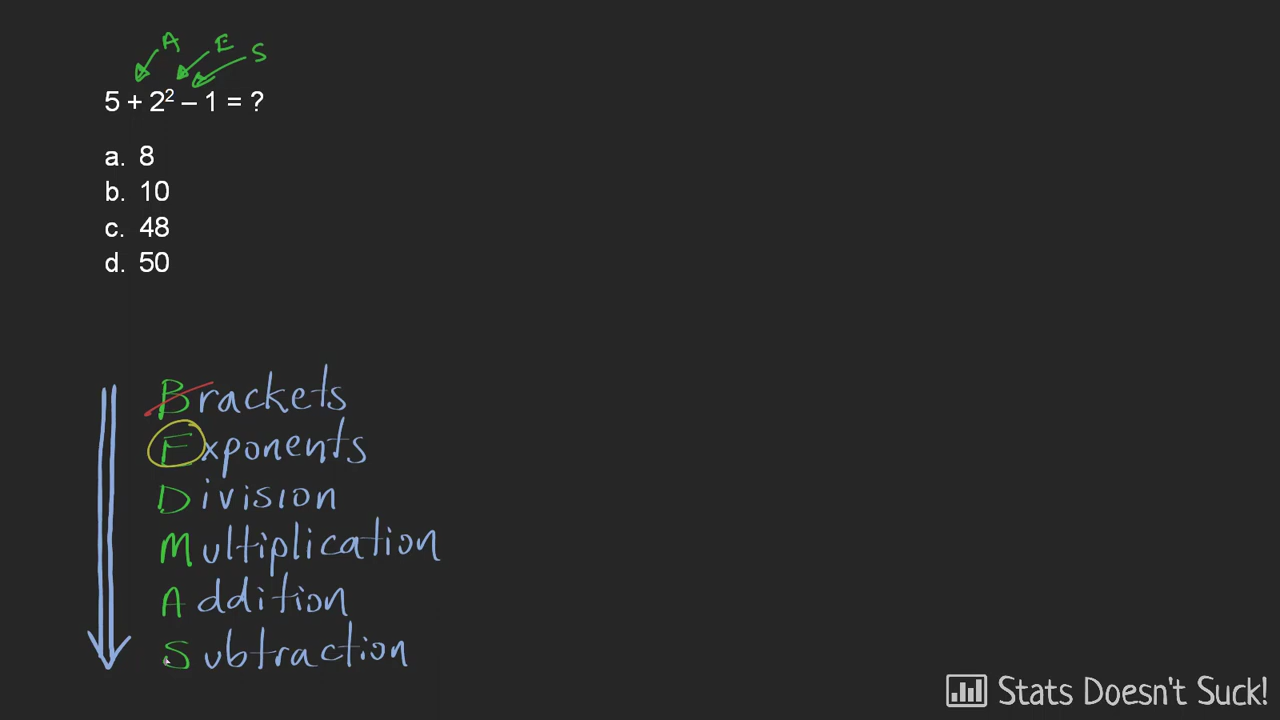 A E S
5 + 2² – 1 = ?
a. 8
b. 10
c. 48
d. 50
Brackets
Exponents
Division
Multiplication
Addition
Subtraction
Stats Doesn't Suck!